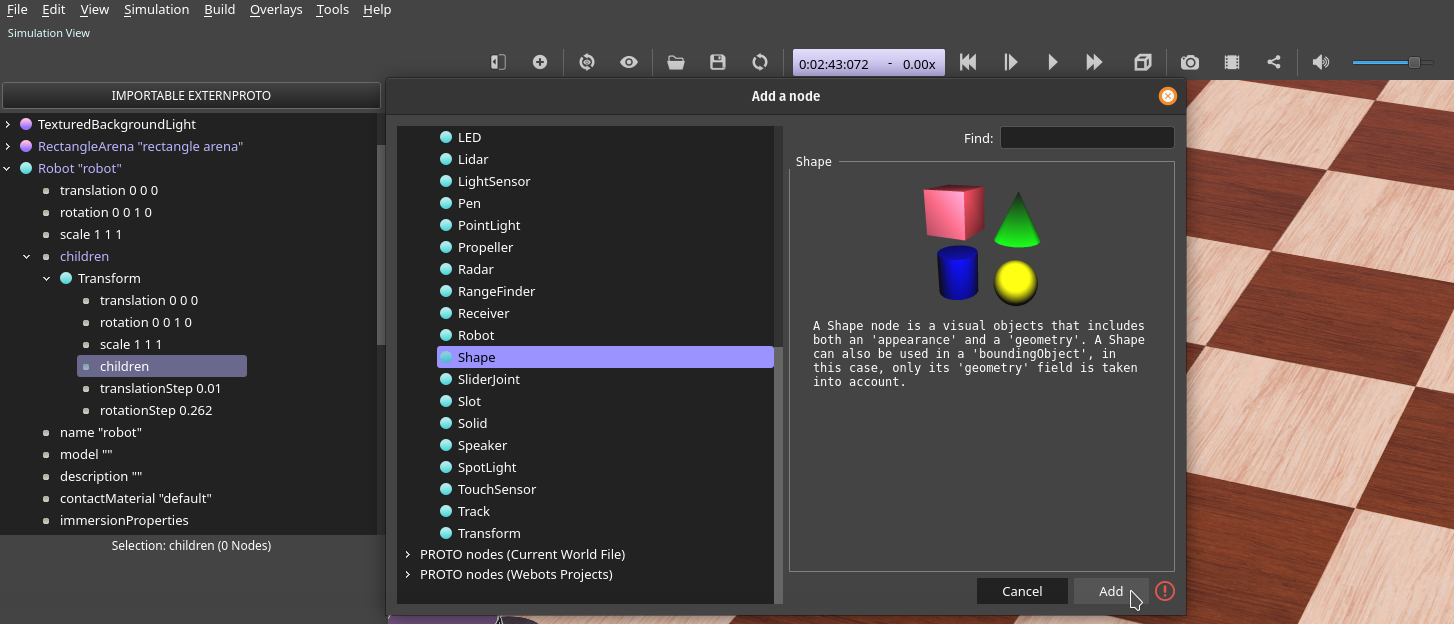 File Edit View Simulation Build Overlays Tools Help
Simulation View
0:02:43:072 - 0.00x
IMPORTABLE EXTERNPROTO
TexturedBackgroundLight
RectangleArena "rectangle arena"
Robot "robot"
translation 0 0 0
rotation 0 0 1 0
scale 1 1 1
children
Transform
translation 0 0 0
rotation 0 0 1 0
scale 1 1 1
children
translationStep 0.01
rotationStep 0.262
name "robot"
model ""
description ""
contactMaterial "default"
immersionProperties
Selection: children (0 Nodes)
Add a node
LED
Lidar
LightSensor
Pen
PointLight
Propeller
Radar
RangeFinder
Receiver
Robot
Shape
SliderJoint
Slot
Solid
Speaker
SpotLight
TouchSensor
Track
Transform
PROTO nodes (Current World File)
PROTO nodes (Webots Projects)
Find:
Shape
A Shape node is a visual objects that includes
both an 'appearance' and a 'geometry'. A Shape
can also be used in a 'boundingObject', in
this case, only its 'geometry' field is taken
into account.
Cancel Add